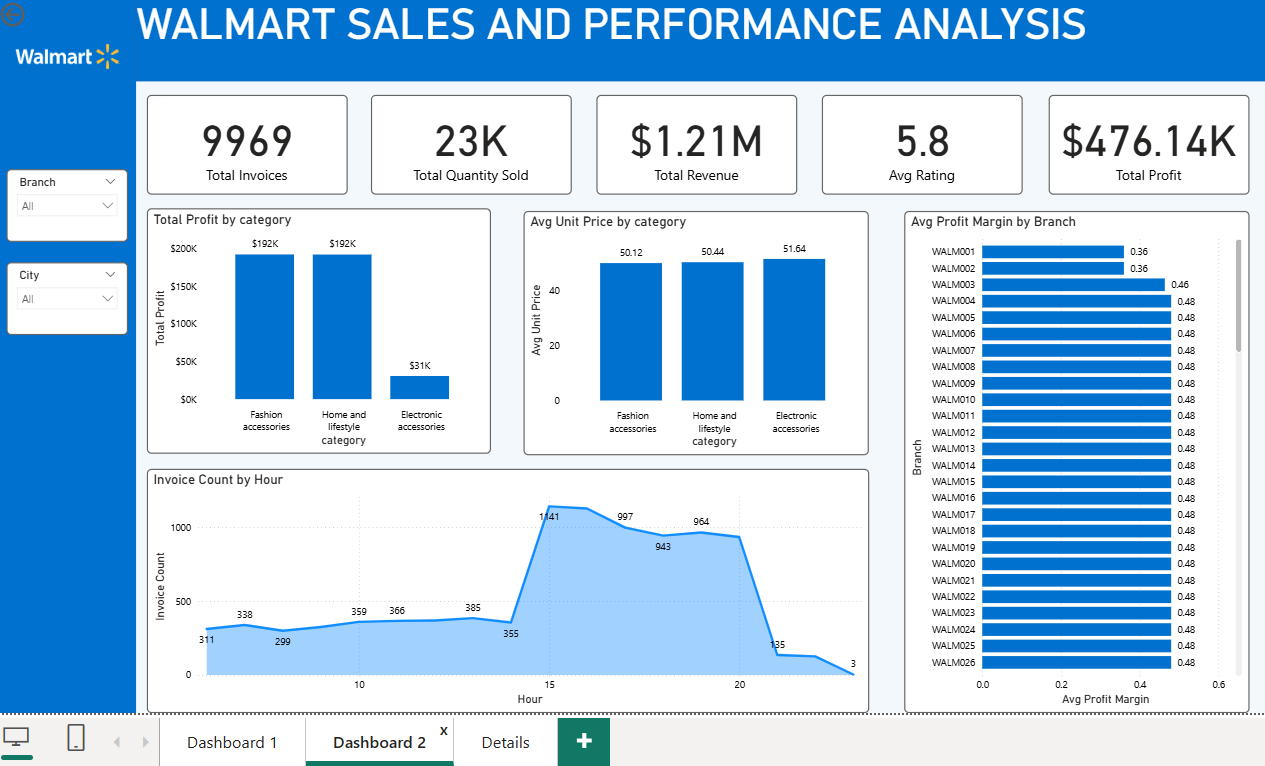 WALMART SALES AND PERFORMANCE ANALYSIS
Walmart
9969
Total Invoices
23K
Total Quantity Sold
$1.21M
Total Revenue
5.8
Avg Rating
$476.14K
Total Profit
Branch
All
City
All
Total Profit by category
Total Profit
$200K
$150K
$100K
$50K
$0K
$192K
$192K
$31K
Fashion
accessories
Home and
lifestyle
Electronic
accessories
category
Avg Unit Price by category
Avg Unit Price
40
20
0
50.12
50.44
51.64
Fashion
accessories
Home and
lifestyle
Electronic
accessories
category
Avg Profit Margin by Branch
Branch
WALM001 0.36
WALM002 0.36
WALM003 0.46
WALM004 0.48
WALM005 0.48
WALM006 0.48
WALM007 0.48
WALM008 0.48
WALM009 0.48
WALM010 0.48
WALM011 0.48
WALM012 0.48
WALM013 0.48
WALM014 0.48
WALM015 0.48
WALM016 0.48
WALM017 0.48
WALM018 0.48
WALM019 0.48
WALM020 0.48
WALM021 0.48
WALM022 0.48
WALM023 0.48
WALM024 0.48
WALM025 0.48
WALM026 0.48
0.0 0.2 0.4 0.6
Avg Profit Margin
Invoice Count by Hour
Invoice Count
1000
500
0
311
338
299
359
366
385
355
1141
997
943
964
135
3
10 15 20
Hour
Dashboard 1
Dashboard 2
x
Details
+